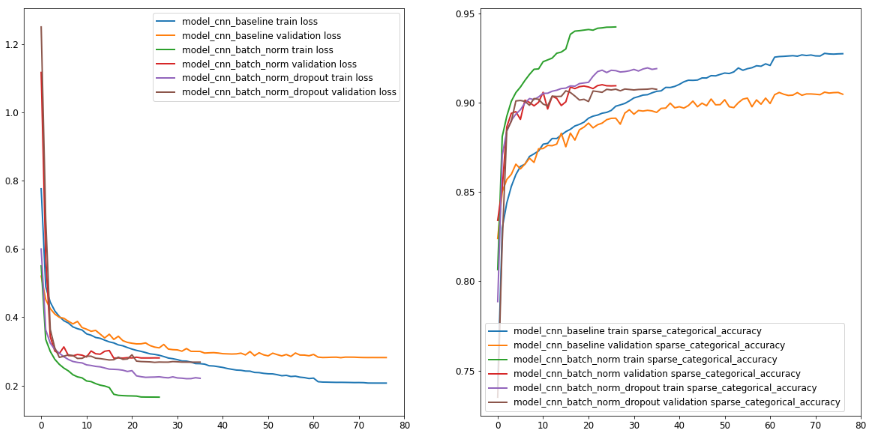 model_cnn_baseline train loss
model_cnn_baseline validation loss
model_cnn_batch_norm train loss
model_cnn_batch_norm validation loss
model_cnn_batch_norm_dropout train loss
model_cnn_batch_norm_dropout validation loss
1.2
1.0
0.8
0.6
0.4
0.2
0 10 20 30 40 50 60 70 80
0.95
0.90
0.85
0.80
0.75
model_cnn_baseline train sparse_categorical_accuracy
model_cnn_baseline validation sparse_categorical_accuracy
model_cnn_batch_norm train sparse_categorical_accuracy
model_cnn_batch_norm validation sparse_categorical_accuracy
model_cnn_batch_norm_dropout train sparse_categorical_accuracy
model_cnn_batch_norm_dropout validation sparse_categorical_accuracy
0 10 20 30 40 50 60 70 80